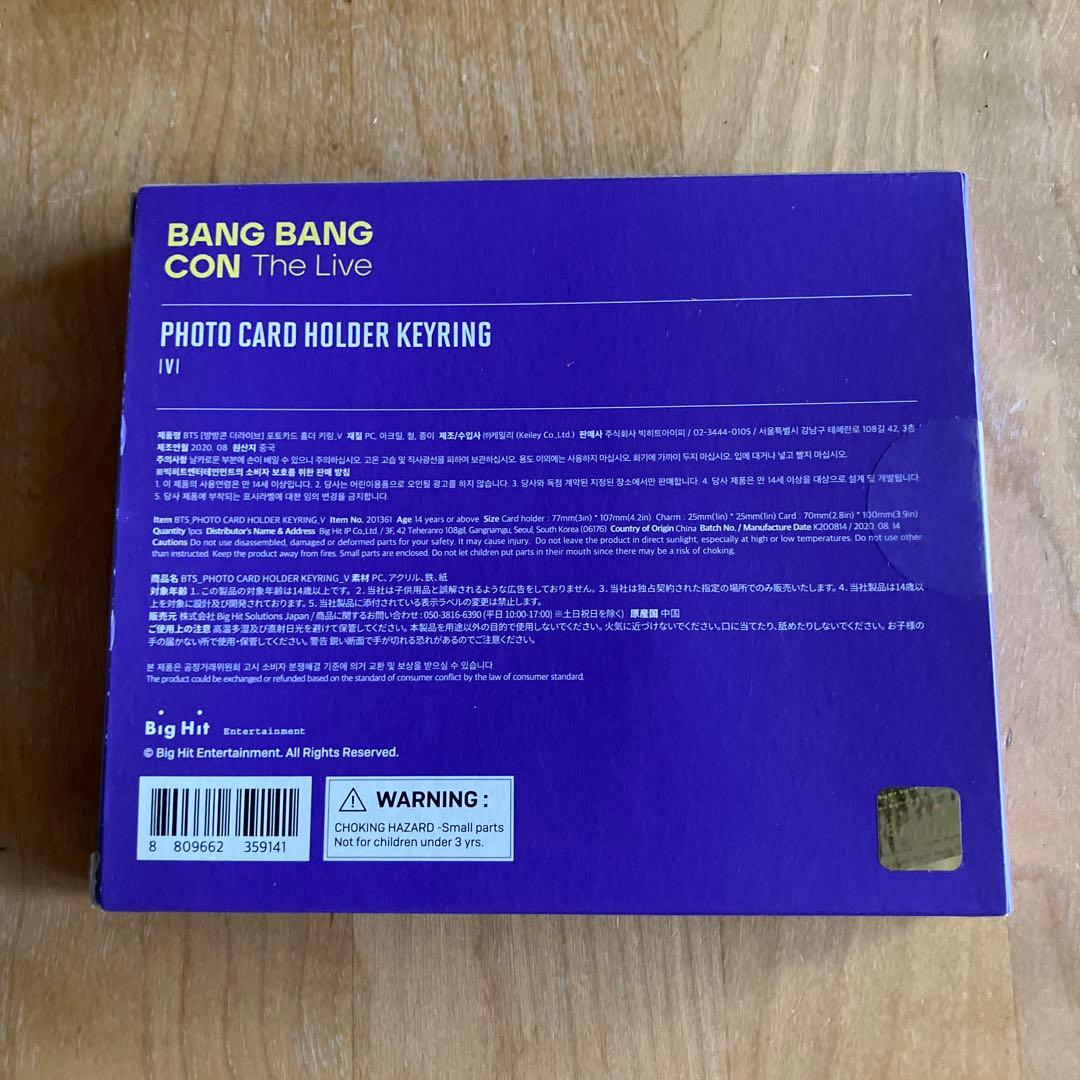 BANG BANG
CON The Live
PHOTO CARD HOLDER KEYRING
|V|
제품명 BTS [방방콘 더라이브] 포토카드 홀더 키링_V 재질 PC, 아크릴, 철, 종이 제조/수입사 ㈜케일리 (Keiley Co.,Ltd.) 판매사 주식회사 빅히트아이피 / 02-3444-0105 / 서울특별시 강남구 테헤란로 108길 42, 3층
제조연월 2020. 08 원산지 중국
주의사항 날카로운 부분에 손이 베일 수 있으니 주의하십시오. 고온 고습 및 직사광선을 피하여 보관하십시오. 용도 이외에는 사용하지 마십시오. 화기에 가까이 두지 마십시오. 입에 대거나 넣고 빨지 마십시오.
㈜빅히트엔터테인먼트의 소비자 보호를 위한 판매 방침
1. 이 제품의 사용연령은 만 14세 이상입니다. 2. 당사는 어린이용품으로 오인될 광고를 하지 않습니다. 3. 당사와 독점 계약된 지정된 장소에서만 판매합니다. 4. 당사 제품은 만 14세 이상을 대상으로 설계 및 개발됩니다.
5. 당사 제품에 부착되는 표시라벨에 대한 임의 변경을 금지합니다.
Item BTS_PHOTO CARD HOLDER KEYRING_V Item No. 201361 Age 14 years or above Size Card holder : 77mm(3in) * 107mm(4.2in) Charm : 25mm(1in) * 25mm(1in) Card : 70mm(2.8in) * 100mm(3.9in)
Quantity 1pcs Distributor's Name & Address Big Hit IP Co.,Ltd / 3F, 42 Teheranro 108gil, Gangnamgu, Seoul, South Korea (06176) Country of Origin China Batch No. / Manufacture Date K200814 / 2020. 08. 14
Cautions Do not use disassembled, damaged or deformed parts for your safety. It may cause injury. Do not leave the product in direct sunlight, especially at high or low temperatures. Do not use other
than instructed. Keep the product away from fires. Small parts are enclosed. Do not let children put parts in their mouth since there may be a risk of choking.
商品名 BTS_PHOTO CARD HOLDER KEYRING_V 素材 PC、アクリル、鉄、紙
対象年齢 1. この製品の対象年齢は14歳以上です。2. 当社は子供用品と誤解されるような広告をしておりません。3. 当社は独占契約された指定の場所でのみ販売いたします。4. 当社製品は14歳以
上を対象に設計及び開発されております。5. 当社製品に添付されている表示ラベルの変更は禁止します。
販売元 株式会社 Big Hit Solutions Japan / 商品に関するお問い合わせ : 050-3816-6390 (平日 10:00-17:00) ※土日祝日を除く) 原産国 中国
ご使用上の注意 高温多湿及び直射日光を避けて保管してください。本製品を用途以外の目的で使用しないでください。火気に近づけないでください。口に当てたり、舐めたりしないてください。お子様の
手の届かない所で使用・保管してください。警告 鋭い断面で手が切れる恐れがあるのでご注意ください。
본 제품은 공정거래위원회 고시 소비자 분쟁해결 기준에 의거 교환 및 보상을 받으실 수 있습니다.
The product could be exchanged or refunded based on the standard of consumer conflict by the law of consumer standard.
Big Hit Entertainment
© Big Hit Entertainment. All Rights Reserved.
8 809662 359141
WARNING :
CHOKING HAZARD -Small parts
Not for children under 3 yrs.